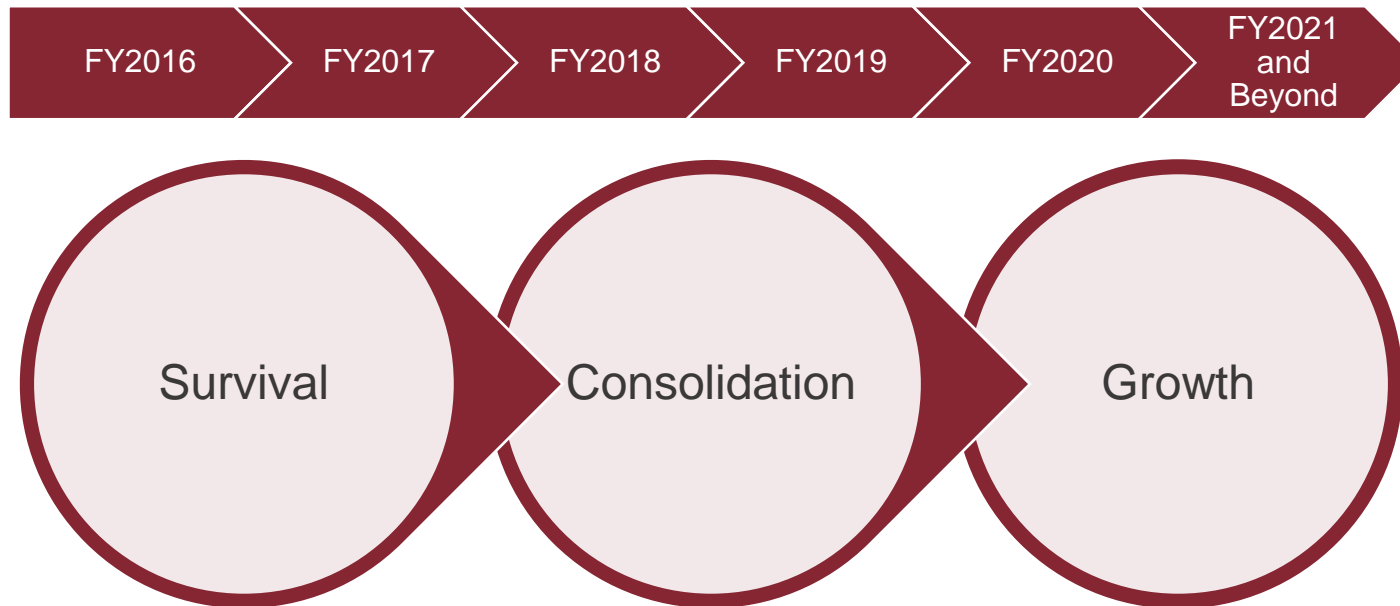 FY2016
FY2017
FY2018
FY2019
FY2020
FY2021
and
Beyond
Survival
Consolidation
Growth